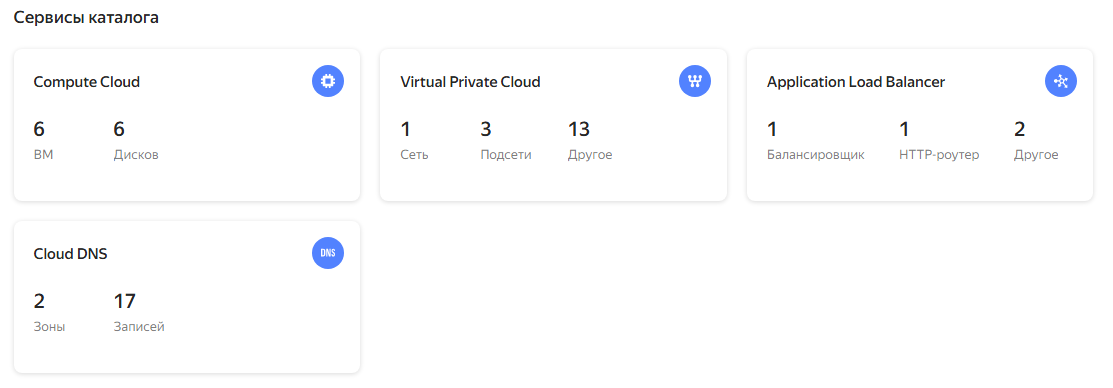 Сервисы каталога
Compute Cloud
6 6
ВМ Дисков
Virtual Private Cloud
1 3 13
Сеть Подсети Другое
Application Load Balancer
1 1 2
Балансировщик HTTP-роутер Другое
Cloud DNS
DNS
2 17
Зоны Записей